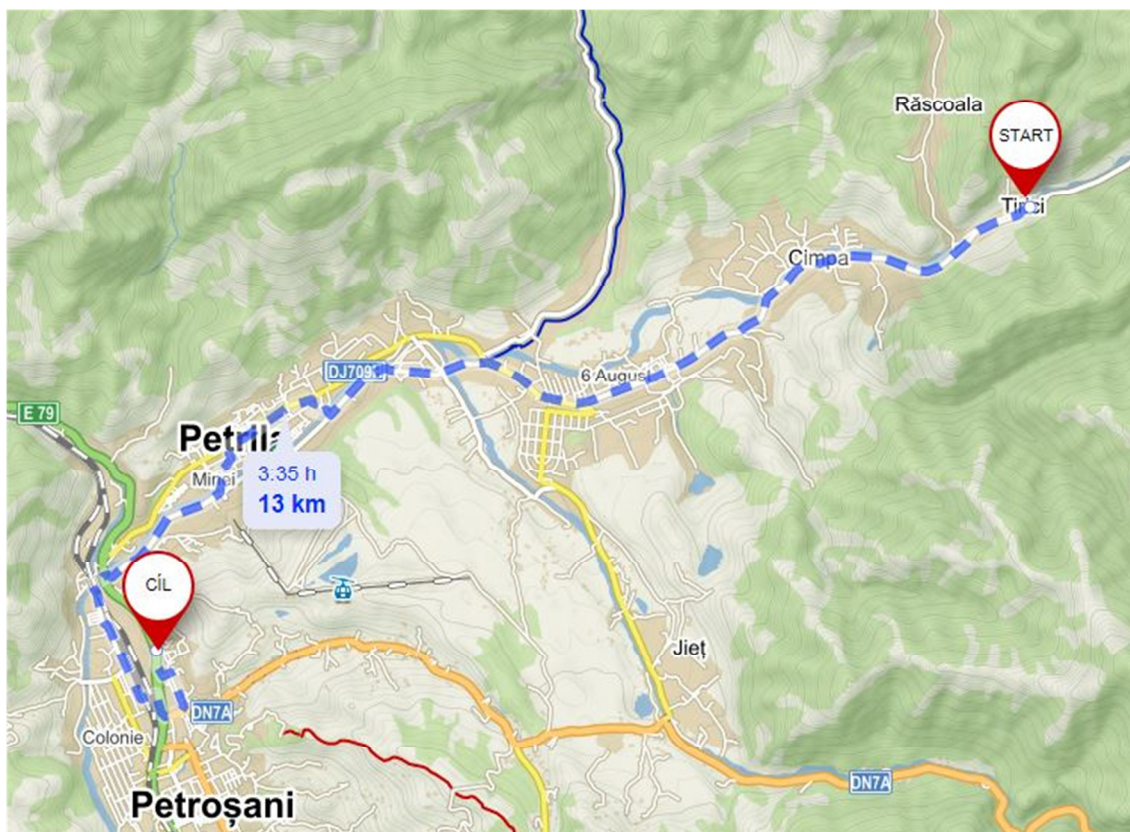 Răscoala
START
Cimpa
DJ709
6 August
E 79
Petrila
Minei
3.35 h
13 km
CÍL
Jieț
DN7A
Colonie
DN7A
Petroșani